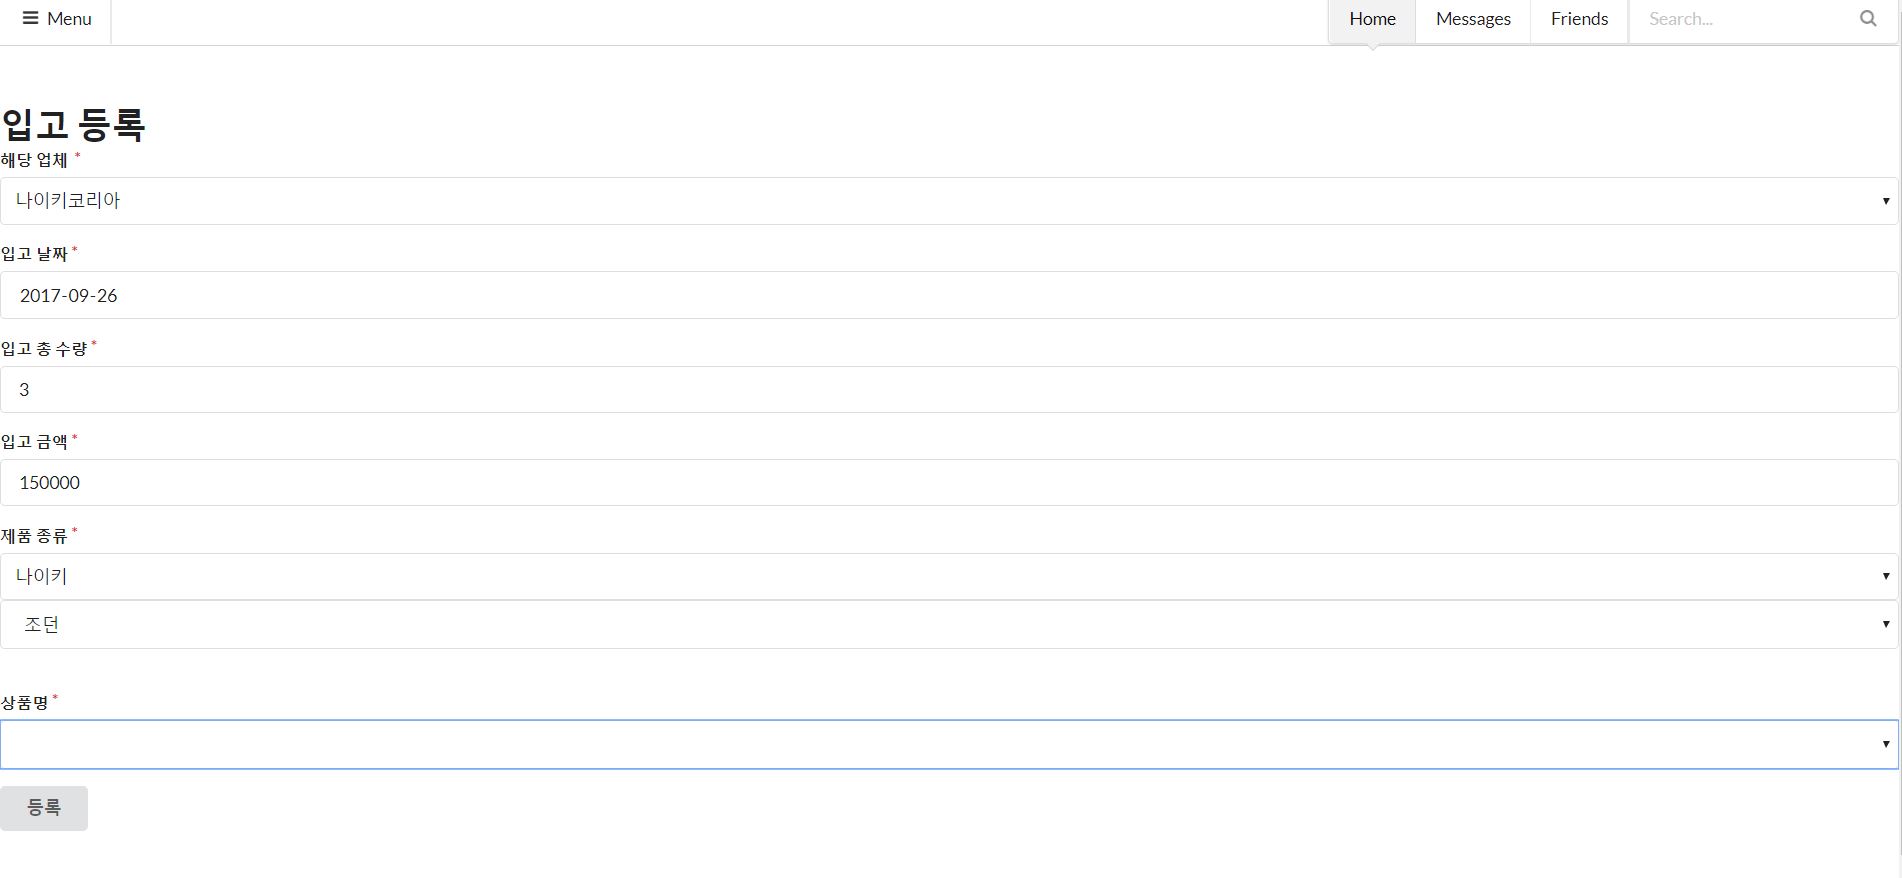 Menu Home Messages Friends Search...
입고 등록
해당 업체 *
나이키코리아
입고 날짜 *
2017-09-26
입고 총 수량 *
3
입고 금액 *
150000
제품 종류 *
나이키
조던
상품명 *
등록